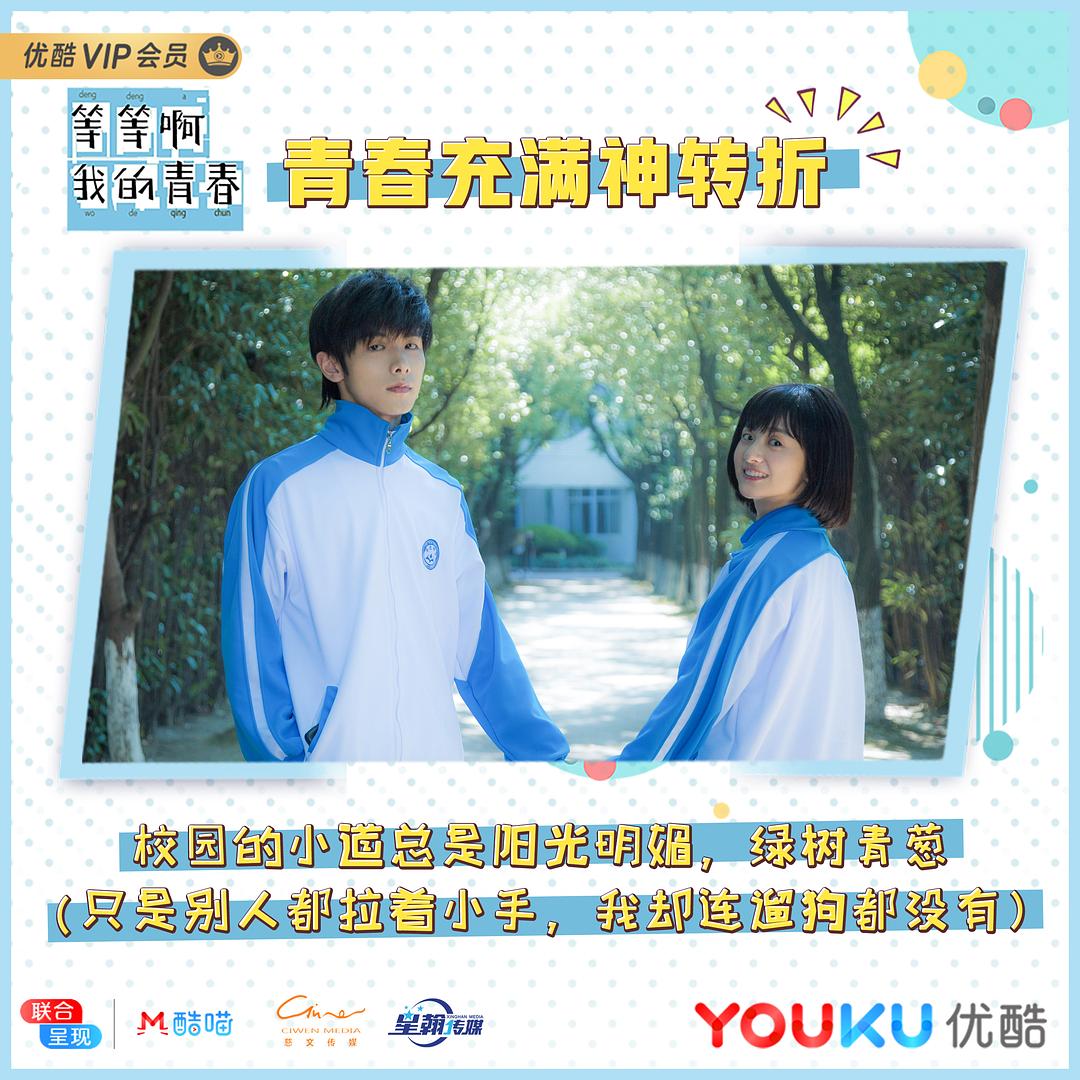 优酷 VIP 会员
deng deng a
等等啊
我的青春
wo de qing chun
青春充满神转折
校园的小道总是阳光明媚，绿树青葱
（只是别人都拉着小手，我却连遛狗都没有）
联合
呈现
酷喵
CIWEN MEDIA
慈文传媒
XINGHAN MEDIA
星翰传媒
YOUKU 优酷